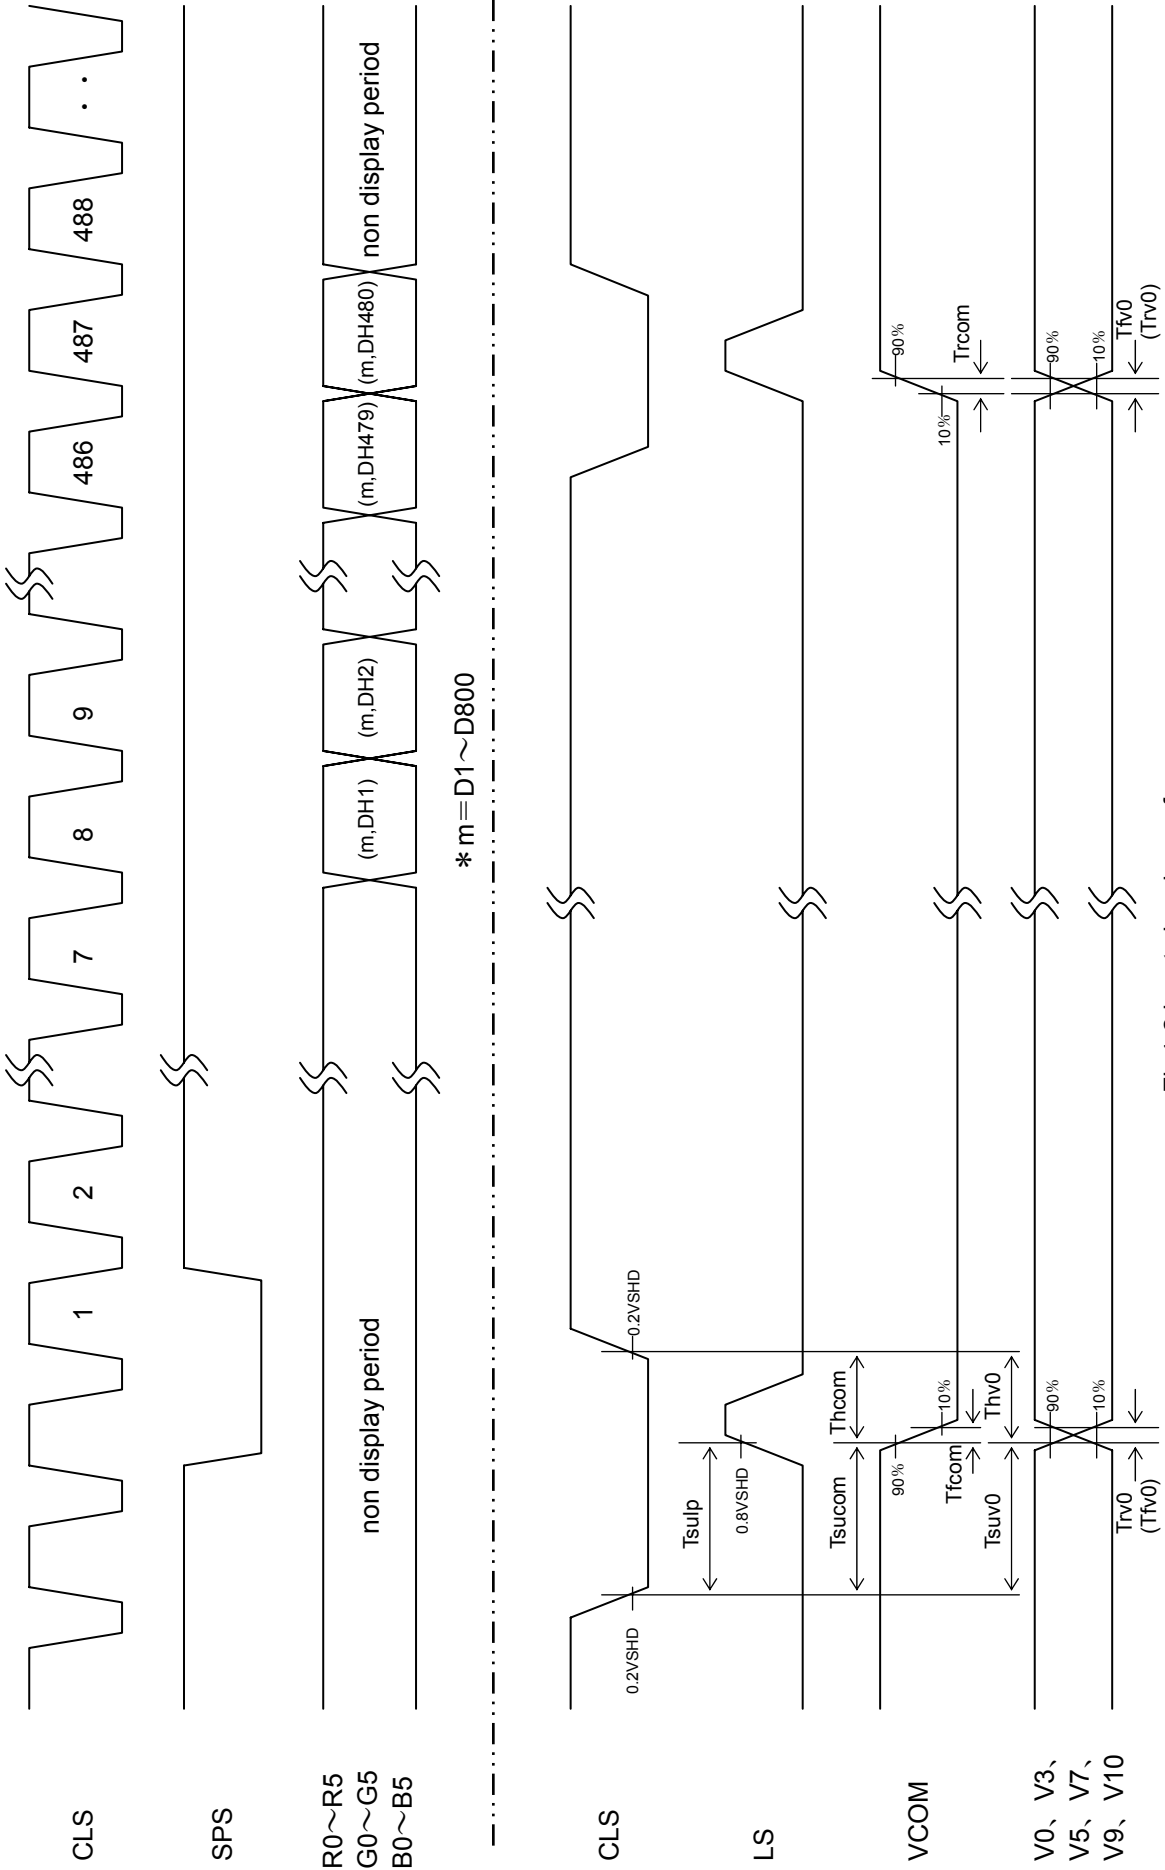 CLS
1
2
7
8
9
486
487
488
. .
SPS
R0～R5
G0～G5
B0～B5
non display period
(m,DH1)
(m,DH2)
(m,DH479)
(m,DH480)
non display period
＊m＝D1～D800
CLS
0.2VSHD
0.2VSHD
LS
Tsulp
0.8VSHD
VCOM
Tsucom
Thcom
90%
10%
Tfcom
10%
90%
Trcom
V0、 V3、
V5、 V7、
V9、 V10
Tsuv0
Thv0
90%
10%
Trv0
(Tfv0)
90%
10%
Tfv0
(Trv0)